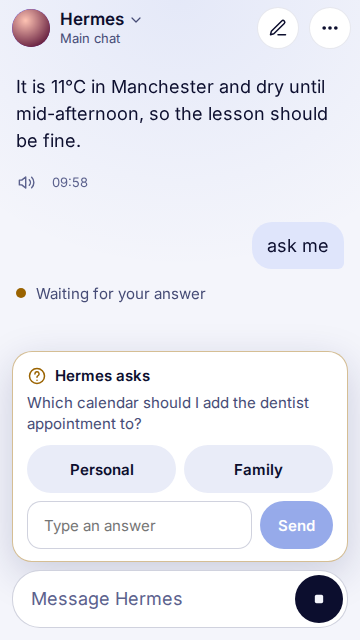 Hermes
Main chat
It is 11°C in Manchester and dry until
mid-afternoon, so the lesson should
be fine.
09:58
ask me
Waiting for your answer
Hermes asks
Which calendar should I add the dentist
appointment to?
Personal
Family
Type an answer
Send
Message Hermes